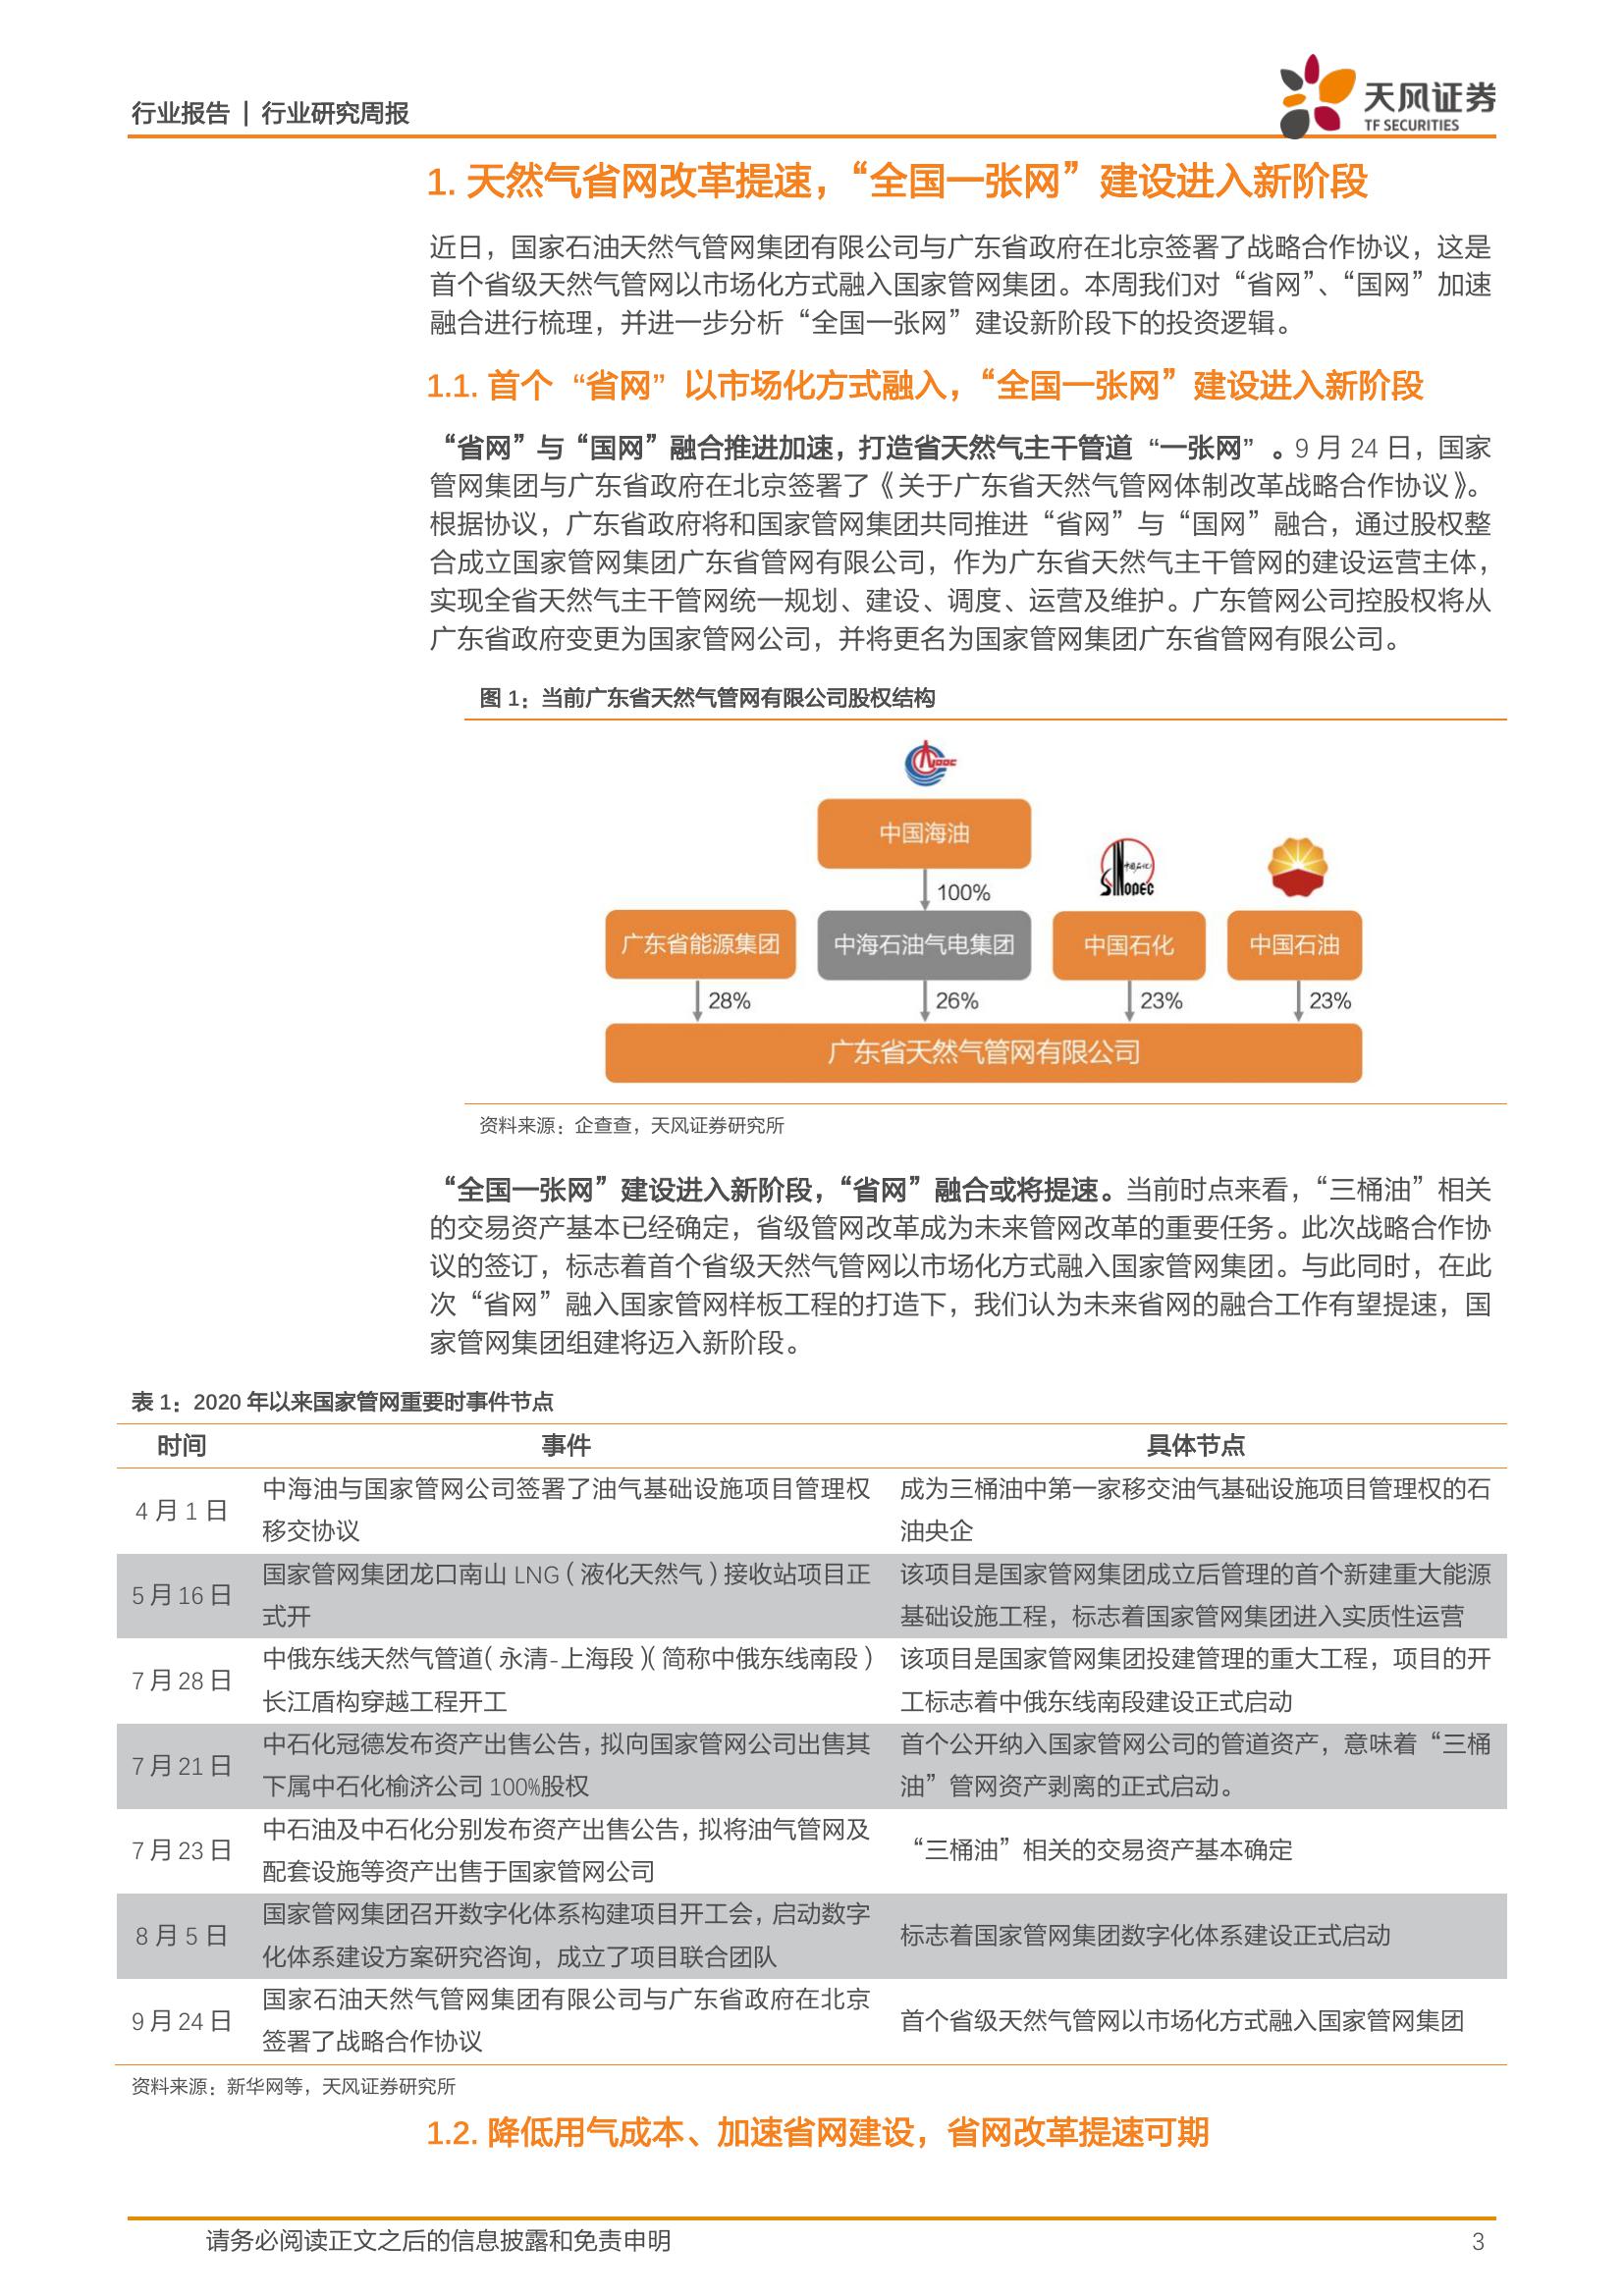 行业报告 | 行业研究周报
天风证券
TF SECURITIES
1. 天然气省网改革提速，“全国一张网”建设进入新阶段
近日，国家石油天然气管网集团有限公司与广东省政府在北京签署了战略合作协议，这是
首个省级天然气管网以市场化方式融入国家管网集团。本周我们对“省网”、“国网”加速
融合进行梳理，并进一步分析“全国一张网”建设新阶段下的投资逻辑。
1.1. 首个 “省网” 以市场化方式融入，“全国一张网”建设进入新阶段
“省网”与“国网”融合推进加速，打造省天然气主干管道 “一张网” 。9 月 24 日，国家
管网集团与广东省政府在北京签署了《关于广东省天然气管网体制改革战略合作协议》。
根据协议，广东省政府将和国家管网集团共同推进“省网”与“国网”融合，通过股权整
合成立国家管网集团广东省管网有限公司，作为广东省天然气主干管网的建设运营主体，
实现全省天然气主干管网统一规划、建设、调度、运营及维护。广东管网公司控股权将从
广东省政府变更为国家管网公司，并将更名为国家管网集团广东省管网有限公司。
图 1：当前广东省天然气管网有限公司股权结构
CNOOC
中国海油
中国石化
SINOPEC
100%
广东省能源集团 中海石油气电集团 中国石化 中国石油
28% 26% 23% 23%
广东省天然气管网有限公司
资料来源：企查查，天风证券研究所
“全国一张网”建设进入新阶段，“省网”融合或将提速。当前时点来看，“三桶油”相关
的交易资产基本已经确定，省级管网改革成为未来管网改革的重要任务。此次战略合作协
议的签订，标志着首个省级天然气管网以市场化方式融入国家管网集团。与此同时，在此
次“省网”融入国家管网样板工程的打造下，我们认为未来省网的融合工作有望提速，国
家管网集团组建将迈入新阶段。
表 1：2020 年以来国家管网重要时事件节点
时间 事件 具体节点
4 月 1 日 中海油与国家管网公司签署了油气基础设施项目管理权 成为三桶油中第一家移交油气基础设施项目管理权的石
移交协议 油央企
5 月 16 日 国家管网集团龙口南山 LNG（液化天然气）接收站项目正 该项目是国家管网集团成立后管理的首个新建重大能源
式开 基础设施工程，标志着国家管网集团进入实质性运营
7 月 28 日 中俄东线天然气管道（永清-上海段）（简称中俄东线南段） 该项目是国家管网集团投建管理的重大工程，项目的开
长江盾构穿越工程开工 工标志着中俄东线南段建设正式启动
7 月 21 日 中石化冠德发布资产出售公告，拟向国家管网公司出售其 首个公开纳入国家管网公司的管道资产，意味着“三桶
下属中石化榆济公司 100%股权 油”管网资产剥离的正式启动。
7 月 23 日 中石油及中石化分别发布资产出售公告，拟将油气管网及 “三桶油”相关的交易资产基本确定
配套设施等资产出售于国家管网公司
8 月 5 日 国家管网集团召开数字化体系构建项目开工会，启动数字 标志着国家管网集团数字化体系建设正式启动
化体系建设方案研究咨询，成立了项目联合团队
9 月 24 日 国家石油天然气管网集团有限公司与广东省政府在北京 首个省级天然气管网以市场化方式融入国家管网集团
签署了战略合作协议
资料来源：新华网等，天风证券研究所
1.2. 降低用气成本、加速省网建设，省网改革提速可期
请务必阅读正文之后的信息披露和免责申明 3